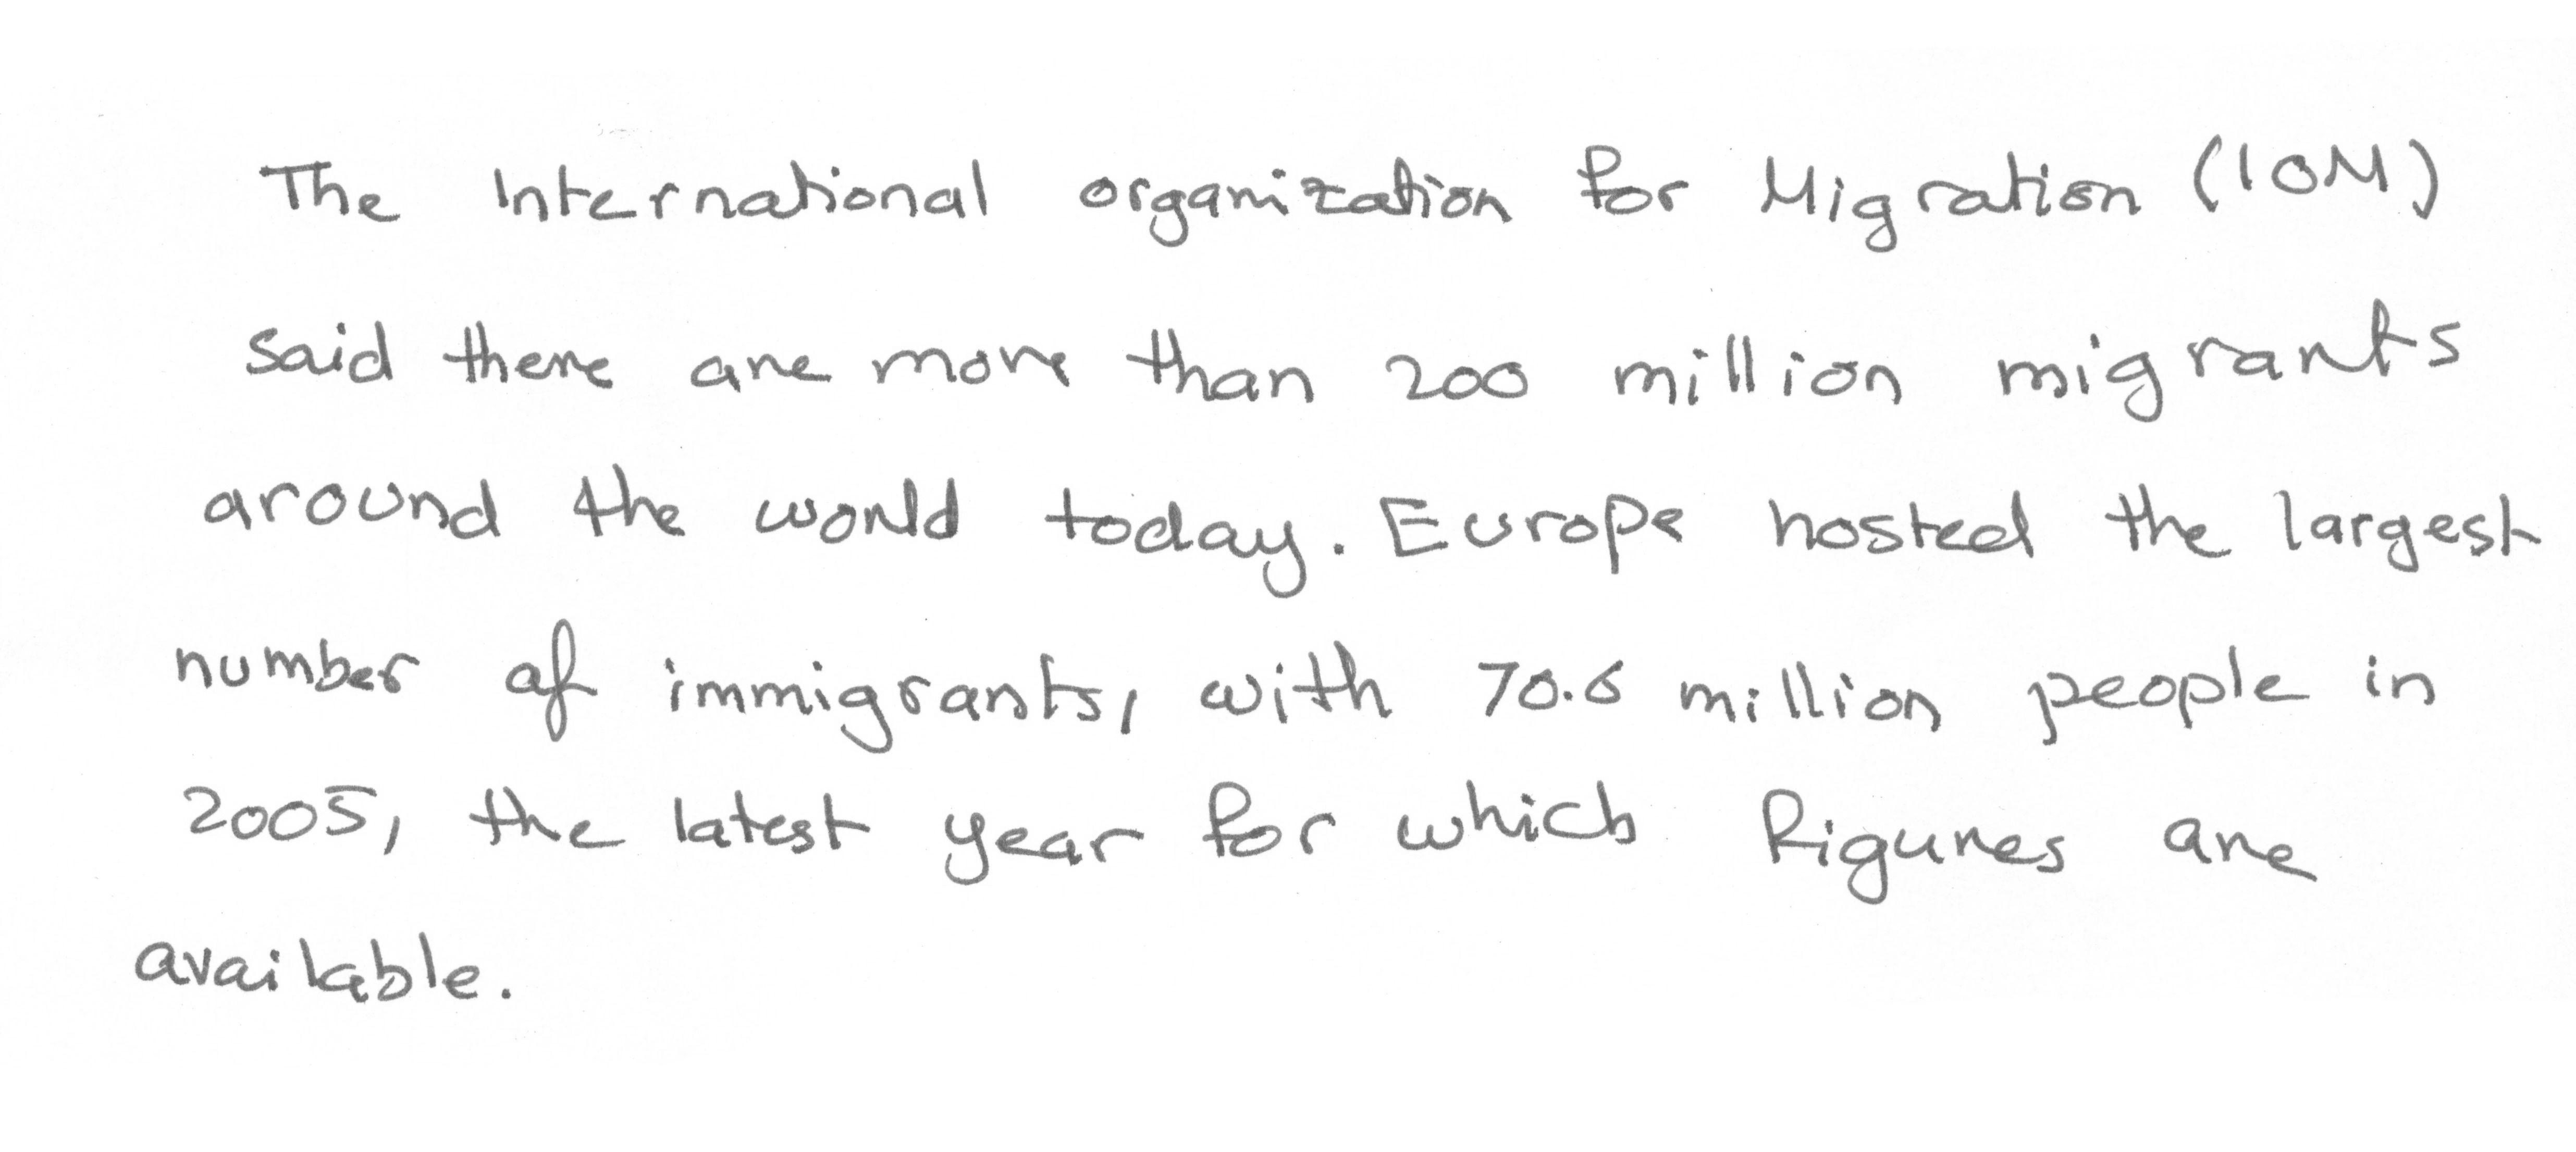 The International organization for Migration (IOM)
said there are more than 200 million migrants
around the world today. Europe hosted the largest
number of immigrants, with 70.6 million people in
2005, the latest year for which figures are
available.